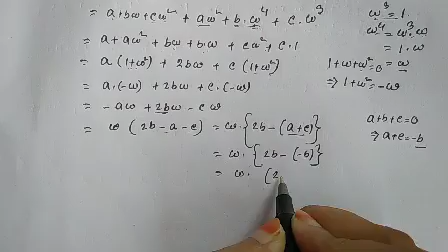 = a + bω + cω² + aω² + b.ω⁴ + c.ω³
= a + aω² + bω + b.ω + cω² + c.1
= a (1+ω²) + 2bω + c (1+ω²)
= a.(-ω) + 2bω + c.(-ω)
= -aω + 2bω - cω
= ω (2b - a - c) = ω. {2b - (a+c)}
= ω. {2b - (-b)}
= ω. (2
ω³ = 1.
ω⁴ = ω³.ω
= 1.ω
= ω
1+ω+ω² = 0
⇒ 1+ω² = -ω
a+b+c=0
⇒ a+c = -b